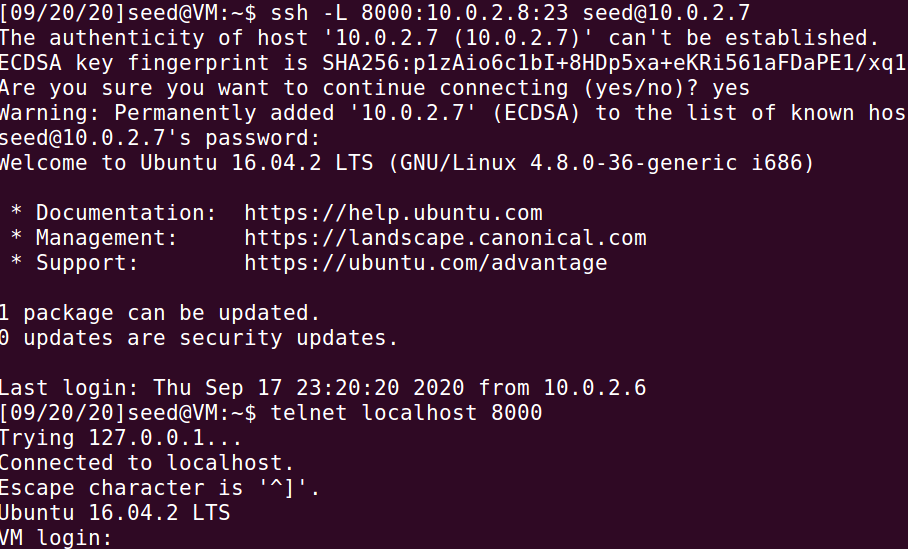 [09/20/20]seed@VM:~$ ssh -L 8000:10.0.2.8:23 seed@10.0.2.7
The authenticity of host '10.0.2.7 (10.0.2.7)' can't be established.
ECDSA key fingerprint is SHA256:p1zAio6c1bI+8HDp5xa+eKRi561aFDaPE1/xq1
Are you sure you want to continue connecting (yes/no)? yes
Warning: Permanently added '10.0.2.7' (ECDSA) to the list of known hos
seed@10.0.2.7's password:
Welcome to Ubuntu 16.04.2 LTS (GNU/Linux 4.8.0-36-generic i686)
* Documentation:  https://help.ubuntu.com
* Management:     https://landscape.canonical.com
* Support:        https://ubuntu.com/advantage
1 package can be updated.
0 updates are security updates.
Last login: Thu Sep 17 23:20:20 2020 from 10.0.2.6
[09/20/20]seed@VM:~$ telnet localhost 8000
Trying 127.0.0.1...
Connected to localhost.
Escape character is '^]'.
Ubuntu 16.04.2 LTS
VM login: